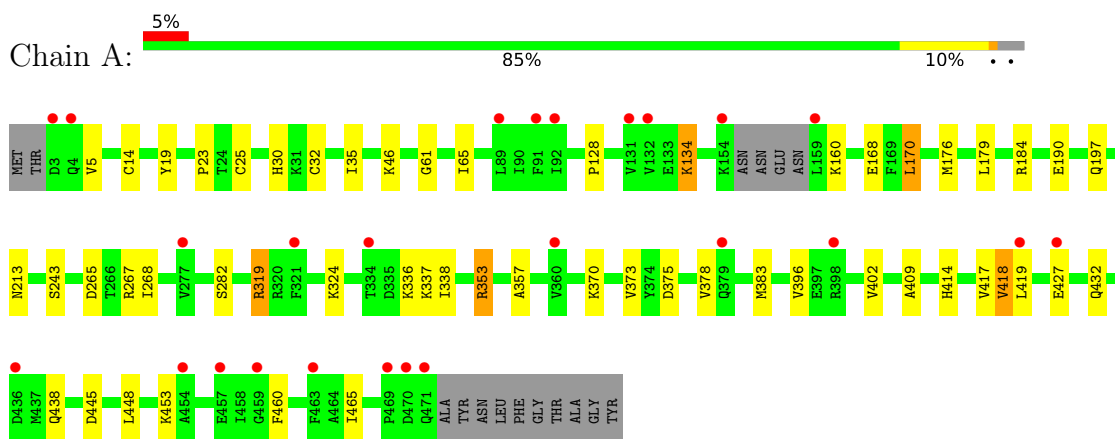 5%
Chain A:
85% 10% • •
MET THR D3 Q4 V5 C14 Y19 P23 T24 C25 H30 K31 C32 I35 K46 G61 I65 L89 I90 F91 I92 P128 V131 V132 E133 K134 K154 ASN ASN GLU ASN L159 K160 E168 F169 L170 M176 L179 R184 E190 Q197
N213 S243 D265 T266 R267 I268 V277 S282 R319 R320 F321 K324 T334 D335 K336 K337 I338 R353 A357 V360 K370 V373 Y374 D375 V378 Q379 M383 V396 E397 R398 V402 A409 H414 V417 V418 L419 E427 Q432
D436 M437 Q438 D445 L448 K453 A454 E457 I458 G459 F460 F463 A464 I465 P469 D470 Q471 ALA TYR ASN LEU PHE GLY THR ALA GLY TYR